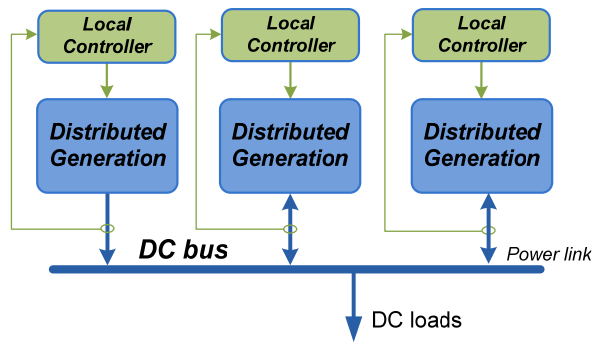 Local
Controller
Local
Controller
Local
Controller
Distributed
Generation
Distributed
Generation
Distributed
Generation
DC bus
Power link
DC loads